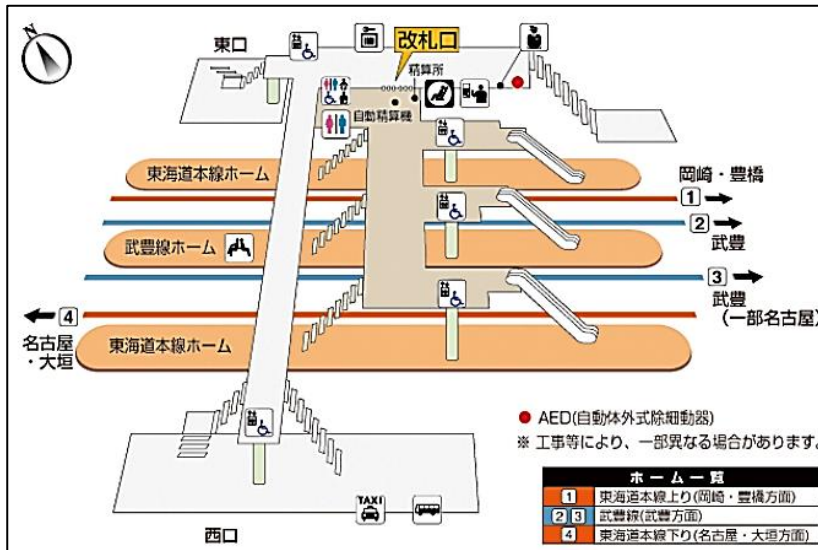 N
東口
改札口
精算所
自動精算機
東海道本線ホーム
岡崎・豊橋
1
2
武豊
武豊線ホーム
3
武豊
(一部名古屋)
4
名古屋
・大垣
東海道本線ホーム
AED(自動体外式除細動器)
※ 工事等により、一部異なる場合があります。
ホーム一覧
1 東海道本線上り(岡崎・豊橋方面)
2 3 武豊線(武豊方面)
4 東海道本線下り(名古屋・大垣方面)
TAXI
西口